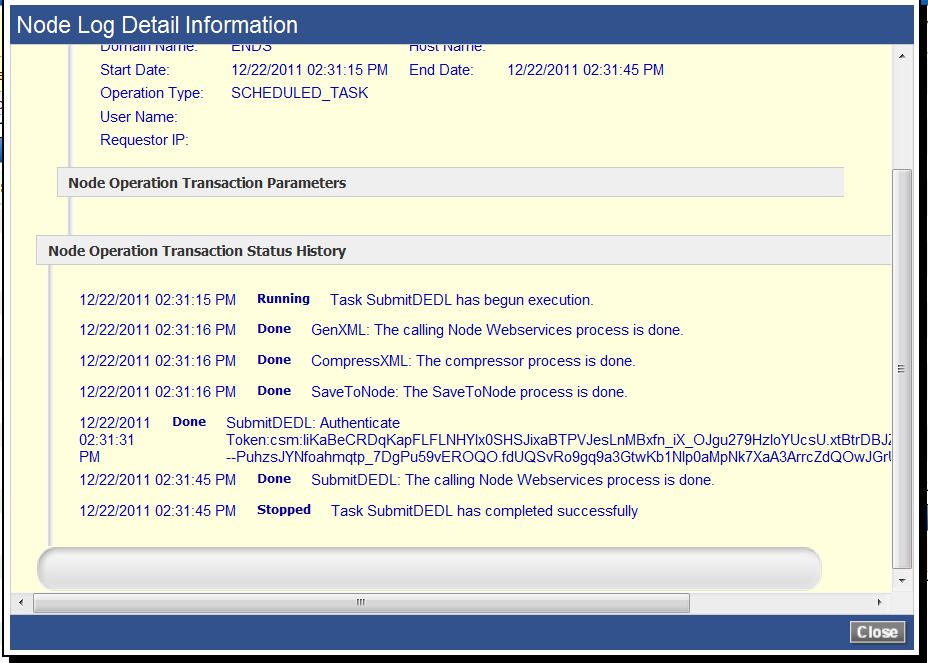 Node Log Detail Information
Domain Name: ENDS Host Name:
Start Date: 12/22/2011 02:31:15 PM End Date: 12/22/2011 02:31:45 PM
Operation Type: SCHEDULED_TASK
User Name:
Requestor IP:
Node Operation Transaction Parameters
Node Operation Transaction Status History
12/22/2011 02:31:15 PM Running Task SubmitDEDL has begun execution.
12/22/2011 02:31:16 PM Done GenXML: The calling Node Webservices process is done.
12/22/2011 02:31:16 PM Done CompressXML: The compressor process is done.
12/22/2011 02:31:16 PM Done SaveToNode: The SaveToNode process is done.
12/22/2011 Done SubmitDEDL: Authenticate
02:31:31 Token:csm:liKaBeCRDqKapFLFLNHYlx0SHSJixaBTPVJesLnMBxfn_iX_OJgu279HzloYUcsU.xtBtrDBJZ
PM --PuhzsJYNfoahmqtp_7DgPu59vEROQO.fdUQSvRo9gq9a3GtwKb1Nlp0aMpNk7XaA3ArrcZdQOwJGrU
12/22/2011 02:31:45 PM Done SubmitDEDL: The calling Node Webservices process is done.
12/22/2011 02:31:45 PM Stopped Task SubmitDEDL has completed successfully
Close